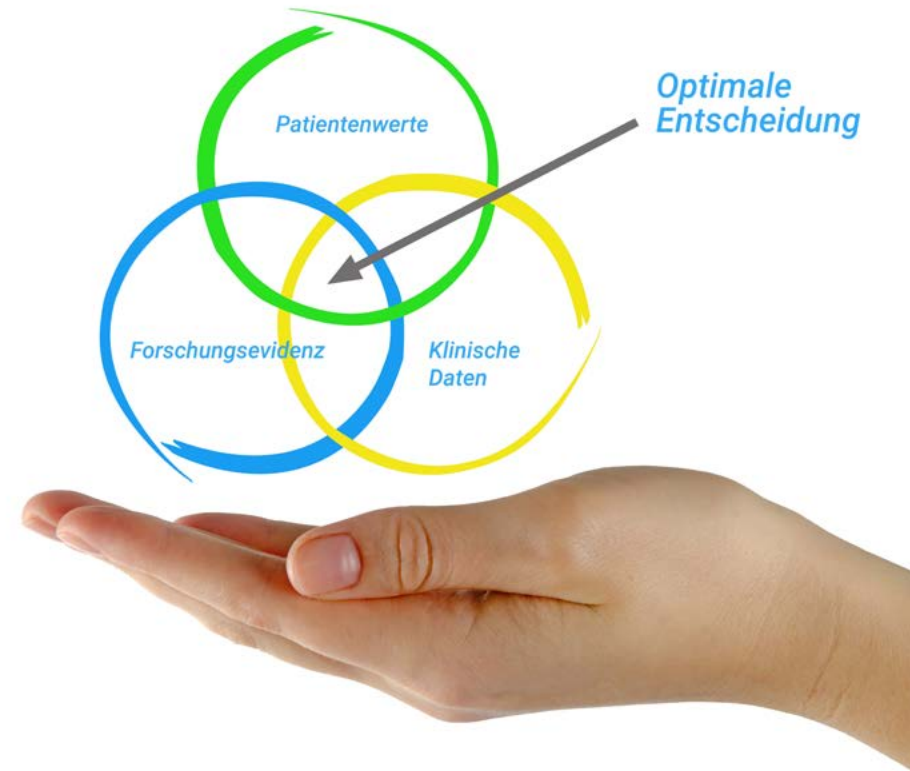 Patientenwerte
Optimale
Entscheidung
Forschungsevidenz
Klinische
Daten